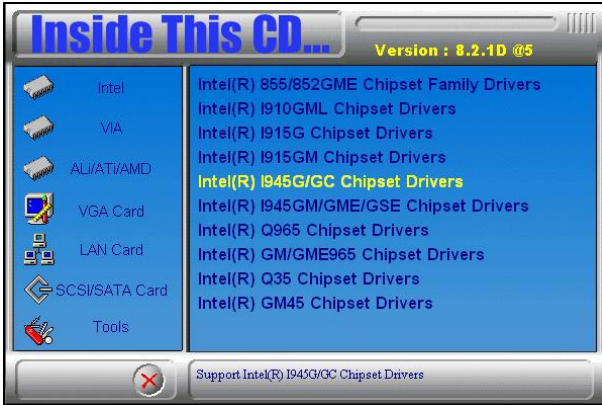 Inside This CD...
Version : 8.2.1D @5
Intel
VIA
ALi/ATi/AMD
VGA Card
LAN Card
SCSI/SATA Card
Tools
Intel(R) 855/852GME Chipset Family Drivers
Intel(R) I910GML Chipset Drivers
Intel(R) I915G Chipset Drivers
Intel(R) I915GM Chipset Drivers
Intel(R) I945G/GC Chipset Drivers
Intel(R) I945GM/GME/GSE Chipset Drivers
Intel(R) Q965 Chipset Drivers
Intel(R) GM/GME965 Chipset Drivers
Intel(R) Q35 Chipset Drivers
Intel(R) GM45 Chipset Drivers
Support Intel(R) I945G/GC Chipset Drivers